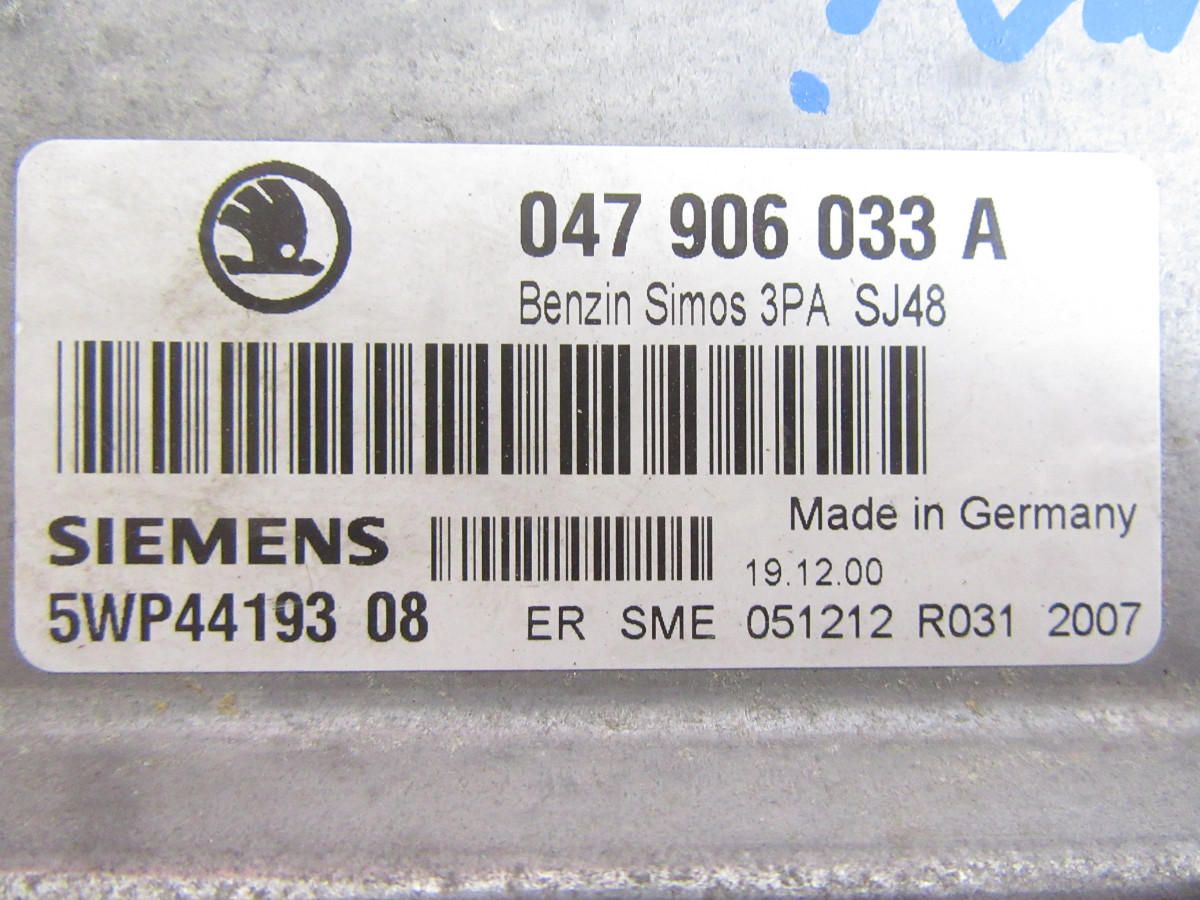 047 906 033 A
Benzin Simos 3PA SJ48
Made in Germany
SIEMENS
19.12.00
5WP44193 08 ER SME 051212 R031 2007